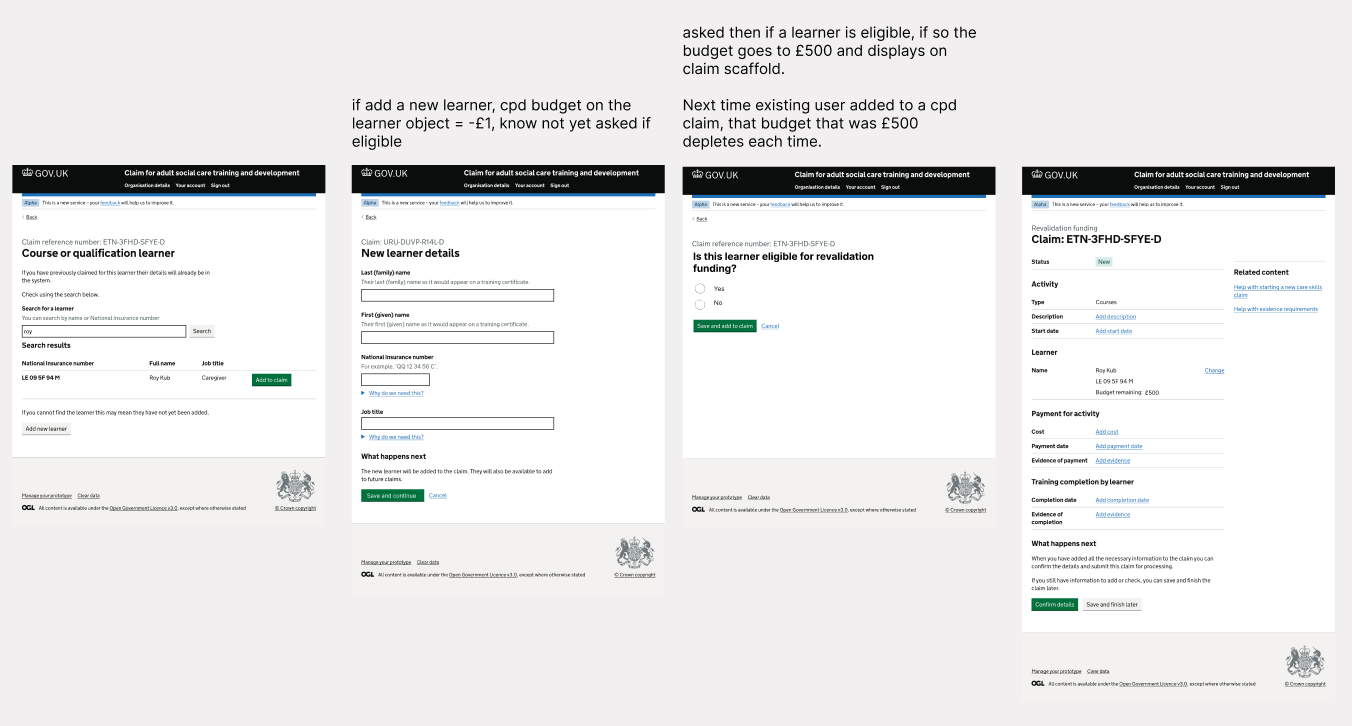 asked then if a learner is eligible, if so the
budget goes to £500 and displays on
claim scaffold.
if add a new learner, cpd budget on the
learner object = -£1, know not yet asked if
eligible
Next time existing user added to a cpd
claim, that budget that was £500
depletes each time.
GOV.UK
Claim for adult social care training and development
Organisation details Your account Sign out
Alpha This is a new service – your feedback will help us to improve it.
Back
Claim reference number: ETN-3FHD-SFYE-D
Course or qualification learner
If you have previously claimed for this learner their details will already be in
the system.
Check using the search below.
Search for a learner
You can search by name or National Insurance number
roy Search
Search results
National Insurance number Full name Job title
LE 09 5F 94 M Roy Kub Caregiver Add to claim
If you cannot find the learner this may mean they have not yet been added.
Add new learner
Manage your prototype Clear data
OGL All content is available under the Open Government Licence v3.0, except where otherwise stated
© Crown copyright
GOV.UK
Claim for adult social care training and development
Organisation details Your account Sign out
Alpha This is a new service – your feedback will help us to improve it.
Back
Claim: URU-DUVP-R14L-D
New learner details
Last (family) name
Their last (family) name as it would appear on a training certificate.
First (given) name
Their first (given) name as it would appear on a training certificate.
National Insurance number
For example, 'QQ 12 34 56 C'.
Why do we need this?
Job title
Why do we need this?
What happens next
The new learner will be added to the claim. They will also be available to add
to future claims.
Save and continue Cancel
Manage your prototype Clear data
OGL All content is available under the Open Government Licence v3.0, except where otherwise stated
© Crown copyright
GOV.UK
Claim for adult social care training and development
Organisation details Your account Sign out
Alpha This is a new service – your feedback will help us to improve it.
Back
Claim reference number: ETN-3FHD-SFYE-D
Is this learner eligible for revalidation
funding?
Yes
No
Save and add to claim Cancel
Manage your prototype Clear data
OGL All content is available under the Open Government Licence v3.0, except where otherwise stated
© Crown copyright
GOV.UK
Claim for adult social care training and development
Organisation details Your account Sign out
Alpha This is a new service – your feedback will help us to improve it.
Revalidation funding
Claim: ETN-3FHD-SFYE-D
Status New
Activity
Type Courses
Description Add description
Start date Add start date
Learner
Name Roy Kub Change
LE 09 5F 94 M
Budget remaining: £500
Payment for activity
Cost Add cost
Payment date Add payment date
Evidence of payment Add evidence
Training completion by learner
Completion date Add completion date
Evidence of
completion Add evidence
What happens next
When you have added all the necessary information to the claim you can
confirm the details and submit this claim for processing.
If you still have information to add or check, you can save and finish the
claim later.
Confirm details Save and finish later
Related content
Help with starting a new care skills
claim
Help with evidence requirements
Manage your prototype Clear data
OGL All content is available under the Open Government Licence v3.0, except where otherwise stated
© Crown copyright